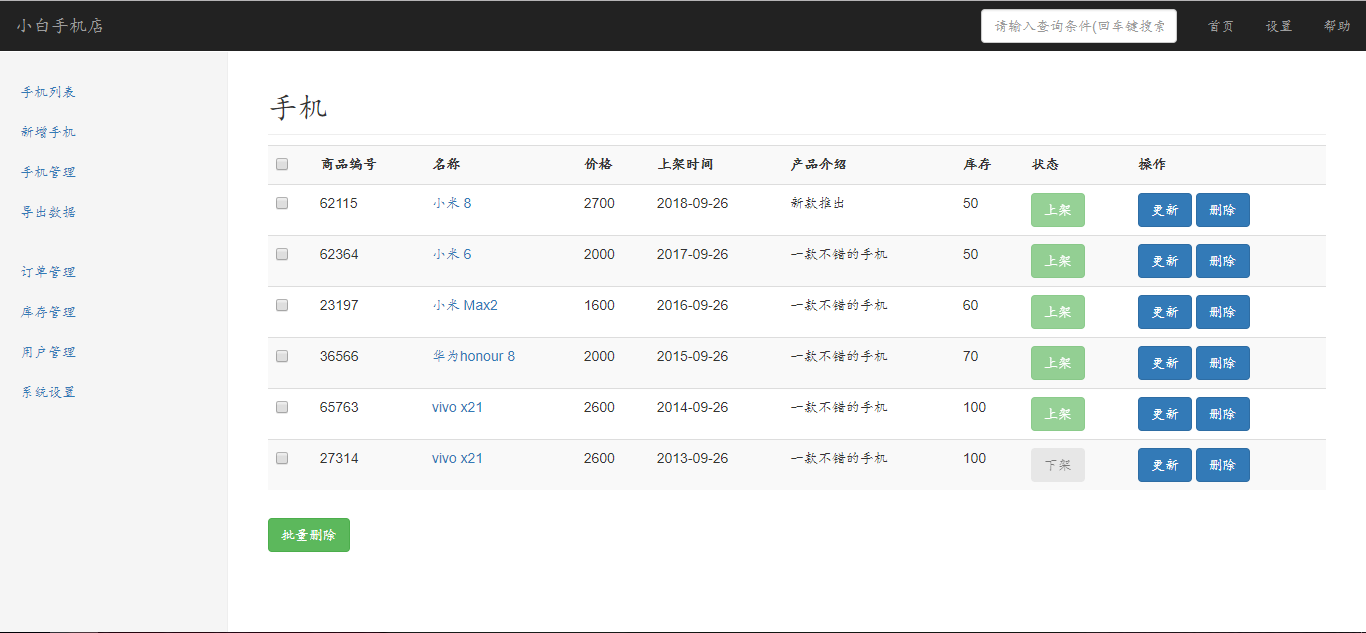 小白手机店 请输入查询条件(回车键搜索 首页 设置 帮助
手机列表
新增手机
手机管理
导出数据
订单管理
库存管理
用户管理
系统设置
手机
商品编号 名称 价格 上架时间 产品介绍 库存 状态 操作
62115 小米 8 2700 2018-09-26 新款推出 50 上架 更新 删除
62364 小米 6 2000 2017-09-26 一款不错的手机 50 上架 更新 删除
23197 小米 Max2 1600 2016-09-26 一款不错的手机 60 上架 更新 删除
36566 华为honour 8 2000 2015-09-26 一款不错的手机 70 上架 更新 删除
65763 vivo x21 2600 2014-09-26 一款不错的手机 100 上架 更新 删除
27314 vivo x21 2600 2013-09-26 一款不错的手机 100 下架 更新 删除
批量删除